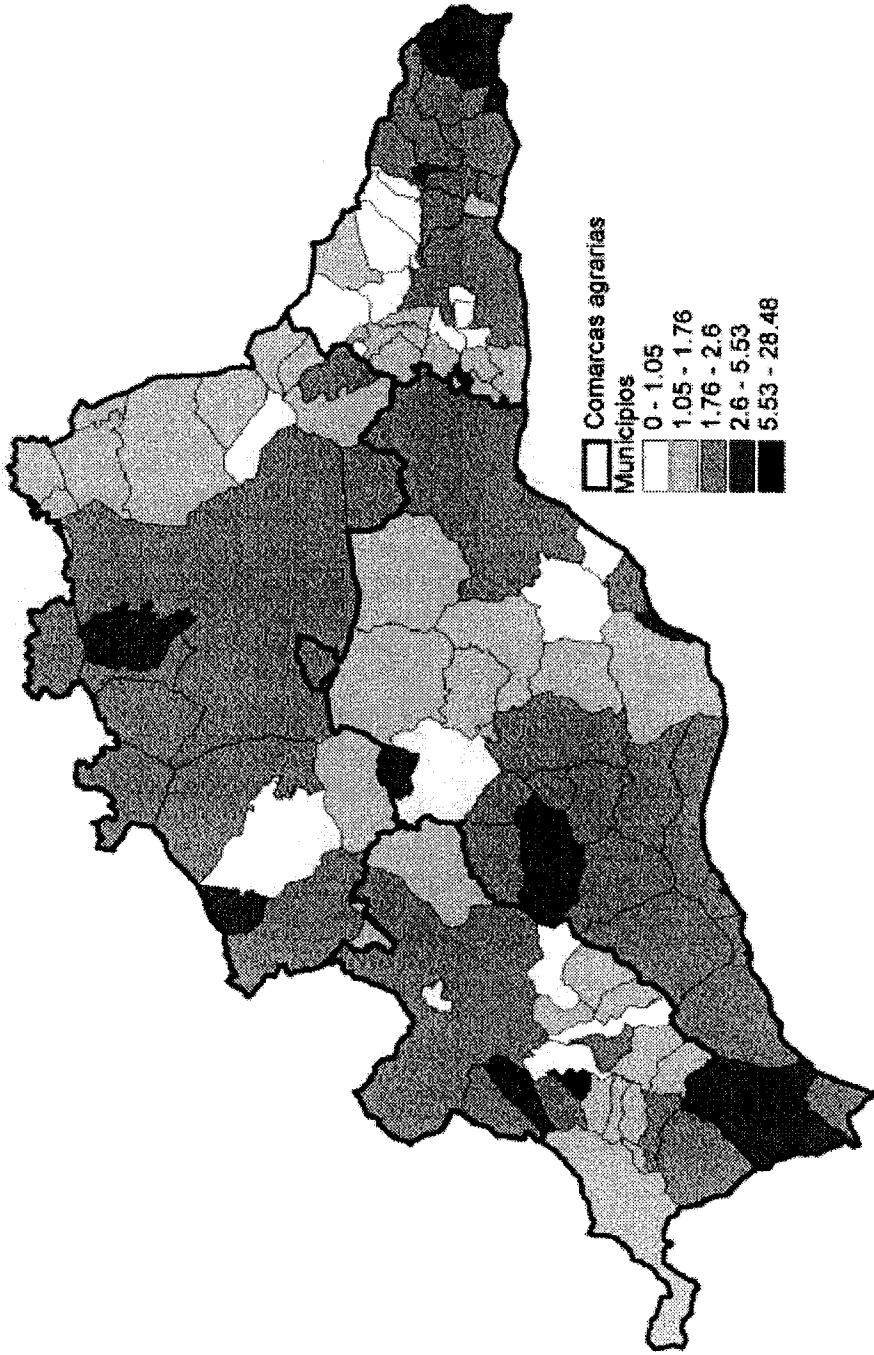 Comarcas agrarias
Municipios
0 - 1.05
1.05 - 1.76
1.76 - 2.6
2.6 - 5.53
5.53 - 28.48